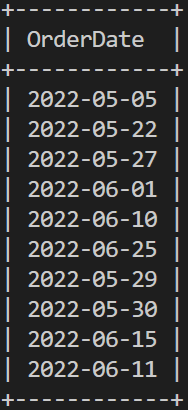 +------------+
| OrderDate  |
+------------+
| 2022-05-05 |
| 2022-05-22 |
| 2022-05-27 |
| 2022-06-01 |
| 2022-06-10 |
| 2022-06-25 |
| 2022-05-29 |
| 2022-05-30 |
| 2022-06-15 |
| 2022-06-11 |
+------------+